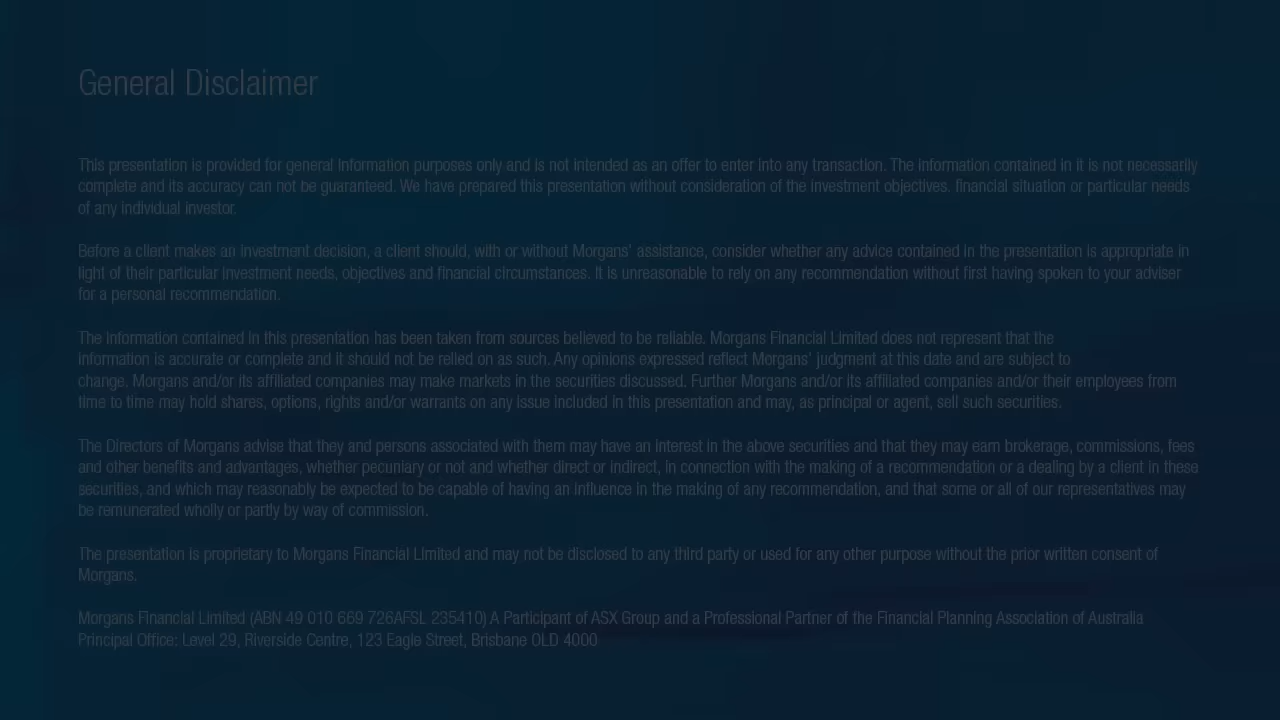 General Disclaimer
This presentation is provided for general information purposes only and is not intended as an offer to enter into any transaction. The information contained in it is not necessarily
complete and its accuracy can not be guaranteed. We have prepared this presentation without consideration of the investment objectives. financial situation or particular needs
of any individual investor.
Before a client makes an investment decision, a client should, with or without Morgans' assistance, consider whether any advice contained in the presentation is appropriate in
light of their particular investment needs, objectives and financial circumstances. It is unreasonable to rely on any recommendation without first having spoken to your adviser
for a personal recommendation.
The information contained in this presentation has been taken from sources believed to be reliable. Morgans Financial Limited does not represent that the
information is accurate or complete and it should not be relied on as such. Any opinions expressed reflect Morgans' judgment at this date and are subject to
change. Morgans and/or its affiliated companies may make markets in the securities discussed. Further Morgans and/or its affiliated companies and/or their employees from
time to time may hold shares, options, rights and/or warrants on any issue included in this presentation and may, as principal or agent, sell such securities.
The Directors of Morgans advise that they and persons associated with them may have an interest in the above securities and that they may earn brokerage, commissions, fees
and other benefits and advantages, whether pecuniary or not and whether direct or indirect, in connection with the making of a recommendation or a dealing by a client in these
securities, and which may reasonably be expected to be capable of having an influence in the making of any recommendation, and that some or all of our representatives may
be remunerated wholly or partly by way of commission.
The presentation is proprietary to Morgans Financial Limited and may not be disclosed to any third party or used for any other purpose without the prior written consent of
Morgans.
Morgans Financial Limited (ABN 49 010 669 726AFSL 235410) A Participant of ASX Group and a Professional Partner of the Financial Planning Association of Australia
Principal Office: Level 29, Riverside Centre, 123 Eagle Street, Brisbane OLD 4000